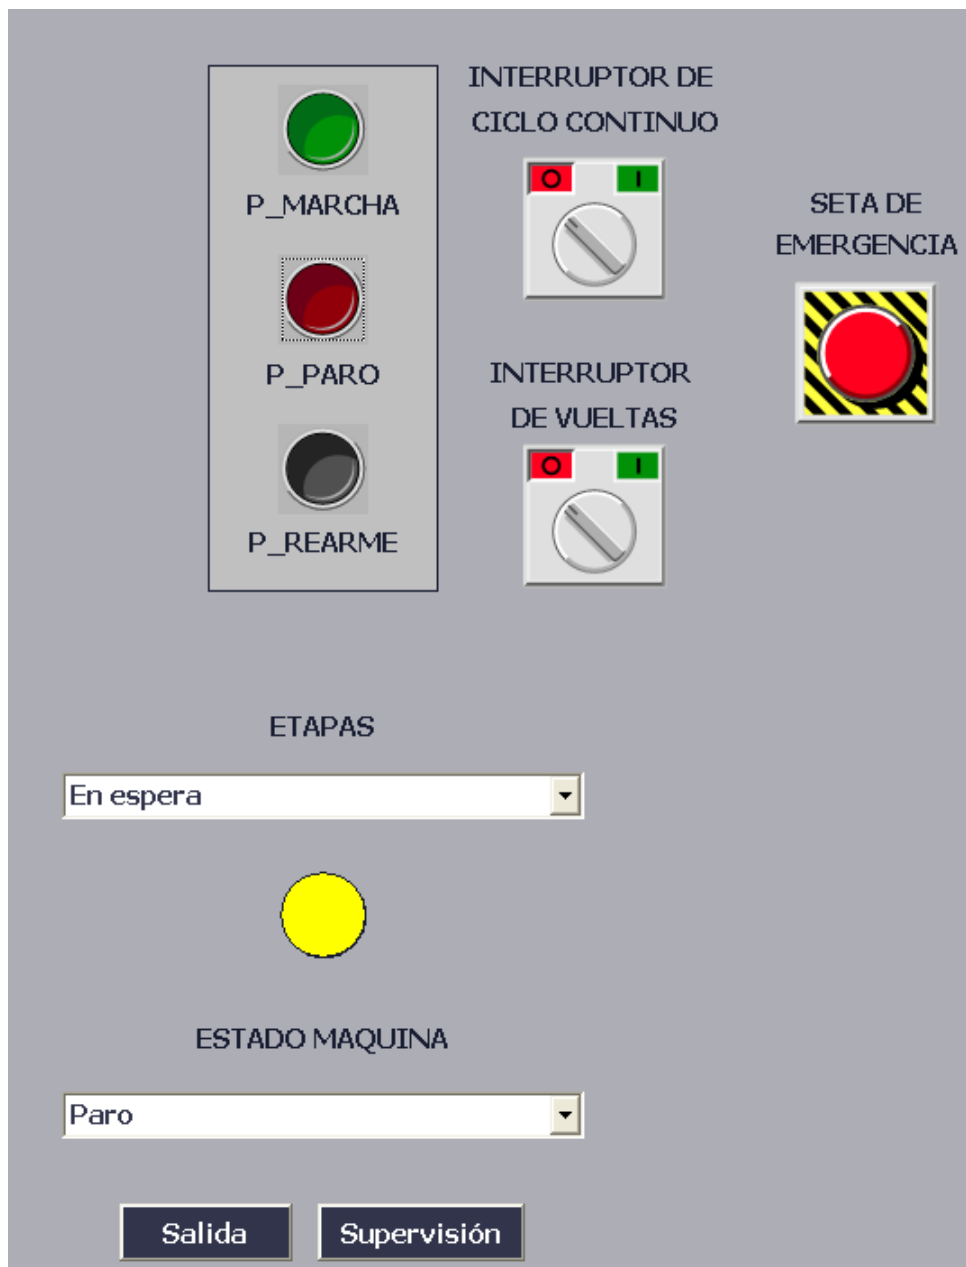 INTERRUPTOR DE
CICLO CONTINUO
O I
P_MARCHA
SETA DE
EMERGENCIA
P_PARO
INTERRUPTOR
DE VUELTAS
O I
P_REARME
ETAPAS
En espera
ESTADO MAQUINA
Paro
Salida
Supervisión